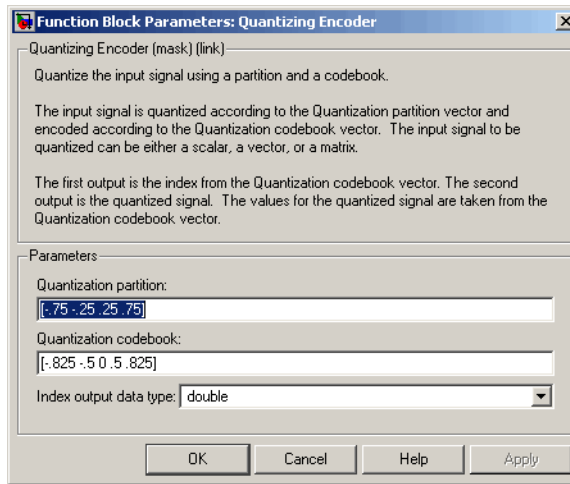 Function Block Parameters: Quantizing Encoder
Quantizing Encoder (mask) (link)
Quantize the input signal using a partition and a codebook.
The input signal is quantized according to the Quantization partition vector and
encoded according to the Quantization codebook vector. The input signal to be
quantized can be either a scalar, a vector, or a matrix.
The first output is the index from the Quantization codebook vector. The second
output is the quantized signal. The values for the quantized signal are taken from the
Quantization codebook vector.
Parameters
Quantization partition:
[-.75 -.25 .25 .75]
Quantization codebook:
[-.825 -.5 0 .5 .825]
Index output data type: double
OK Cancel Help Apply